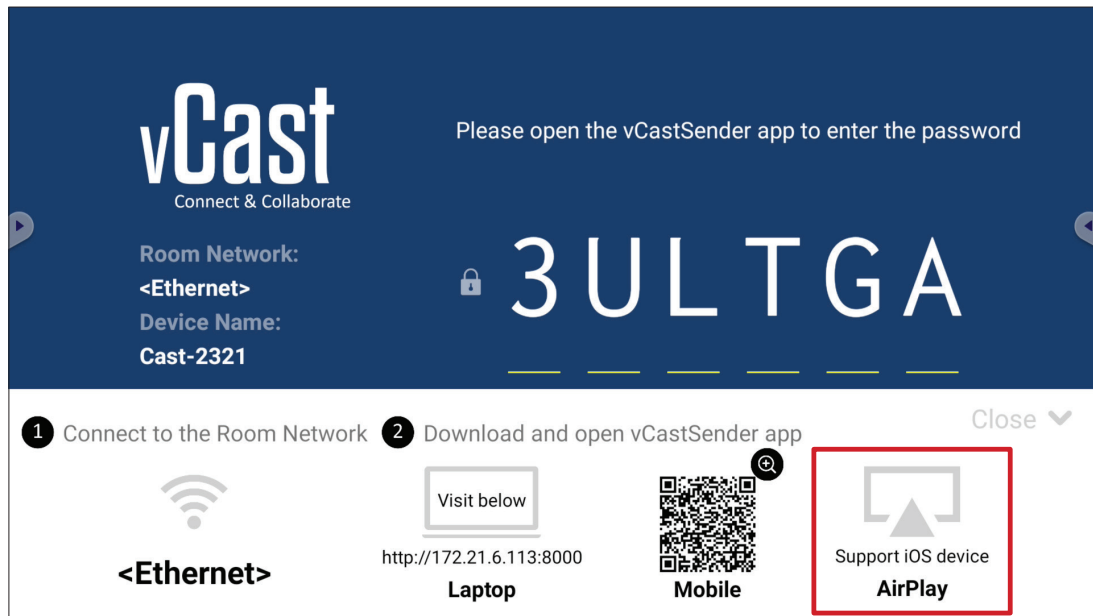 vCast
Connect & Collaborate
Please open the vCastSender app to enter the password
Room Network:
<Ethernet>
Device Name:
Cast-2321
3ULTGA
Close
1 Connect to the Room Network
2 Download and open vCastSender app
<Ethernet>
Visit below
http://172.21.6.113:8000
Laptop
Mobile
Support iOS device
AirPlay